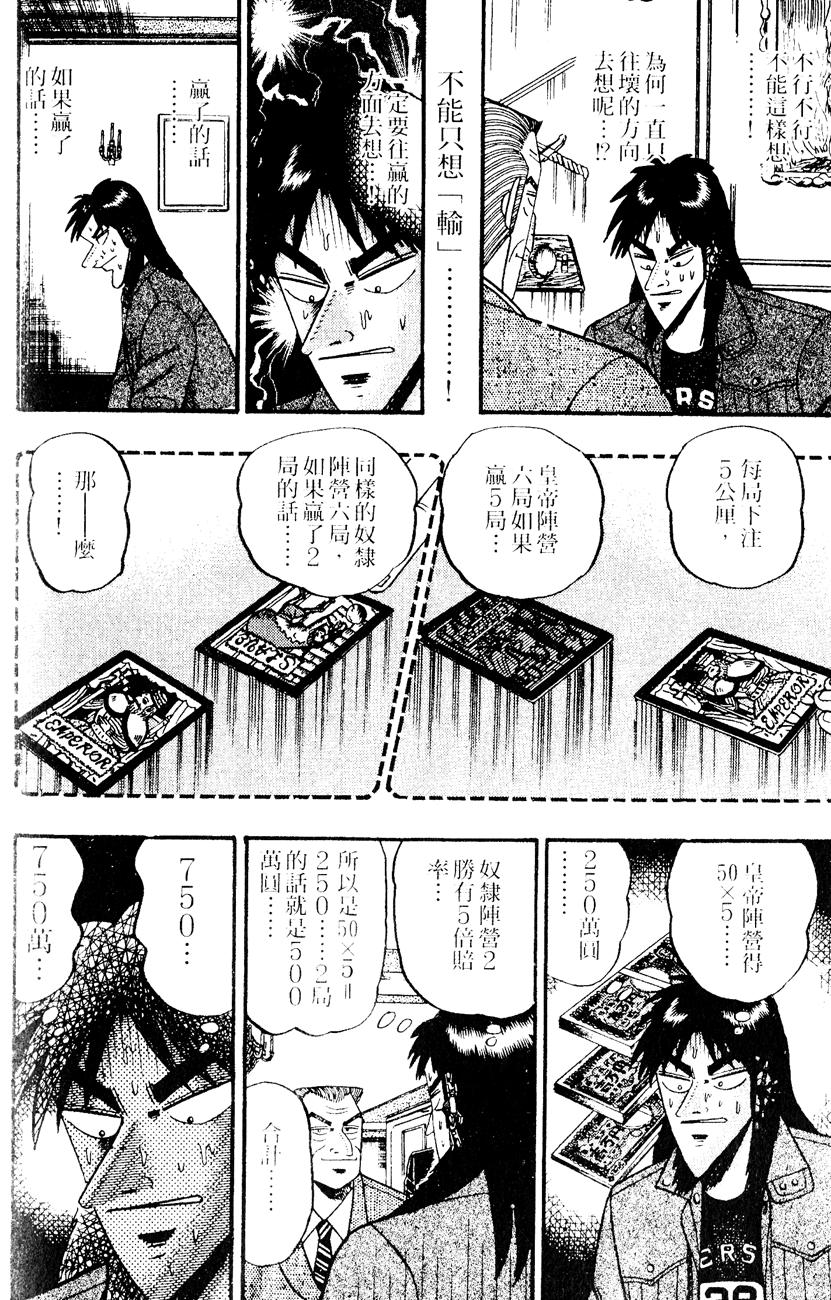 不行不行，
不能這樣想
………！
為何一直只
往壞的方向
去想呢…!?
ERS
不能只想「輸」…………！
一定要往贏的
方面去想…！
贏了的話
………
如果贏了
的話……
每局下注
5公厘，
皇帝陣營
六局如果
贏5局…
同樣的奴隸
陣營六局，
如果贏了2
局的話……
那——麼
……！
EMPEROR
SLAVE
EMPEROR
皇帝陣營得
50×5……
250萬圓
………
ERS
39
奴隸陣營2
勝有5倍賠
率…
所以是50×5＝
250……2局
的話就是500
萬圓……
合計……
750…
750萬…